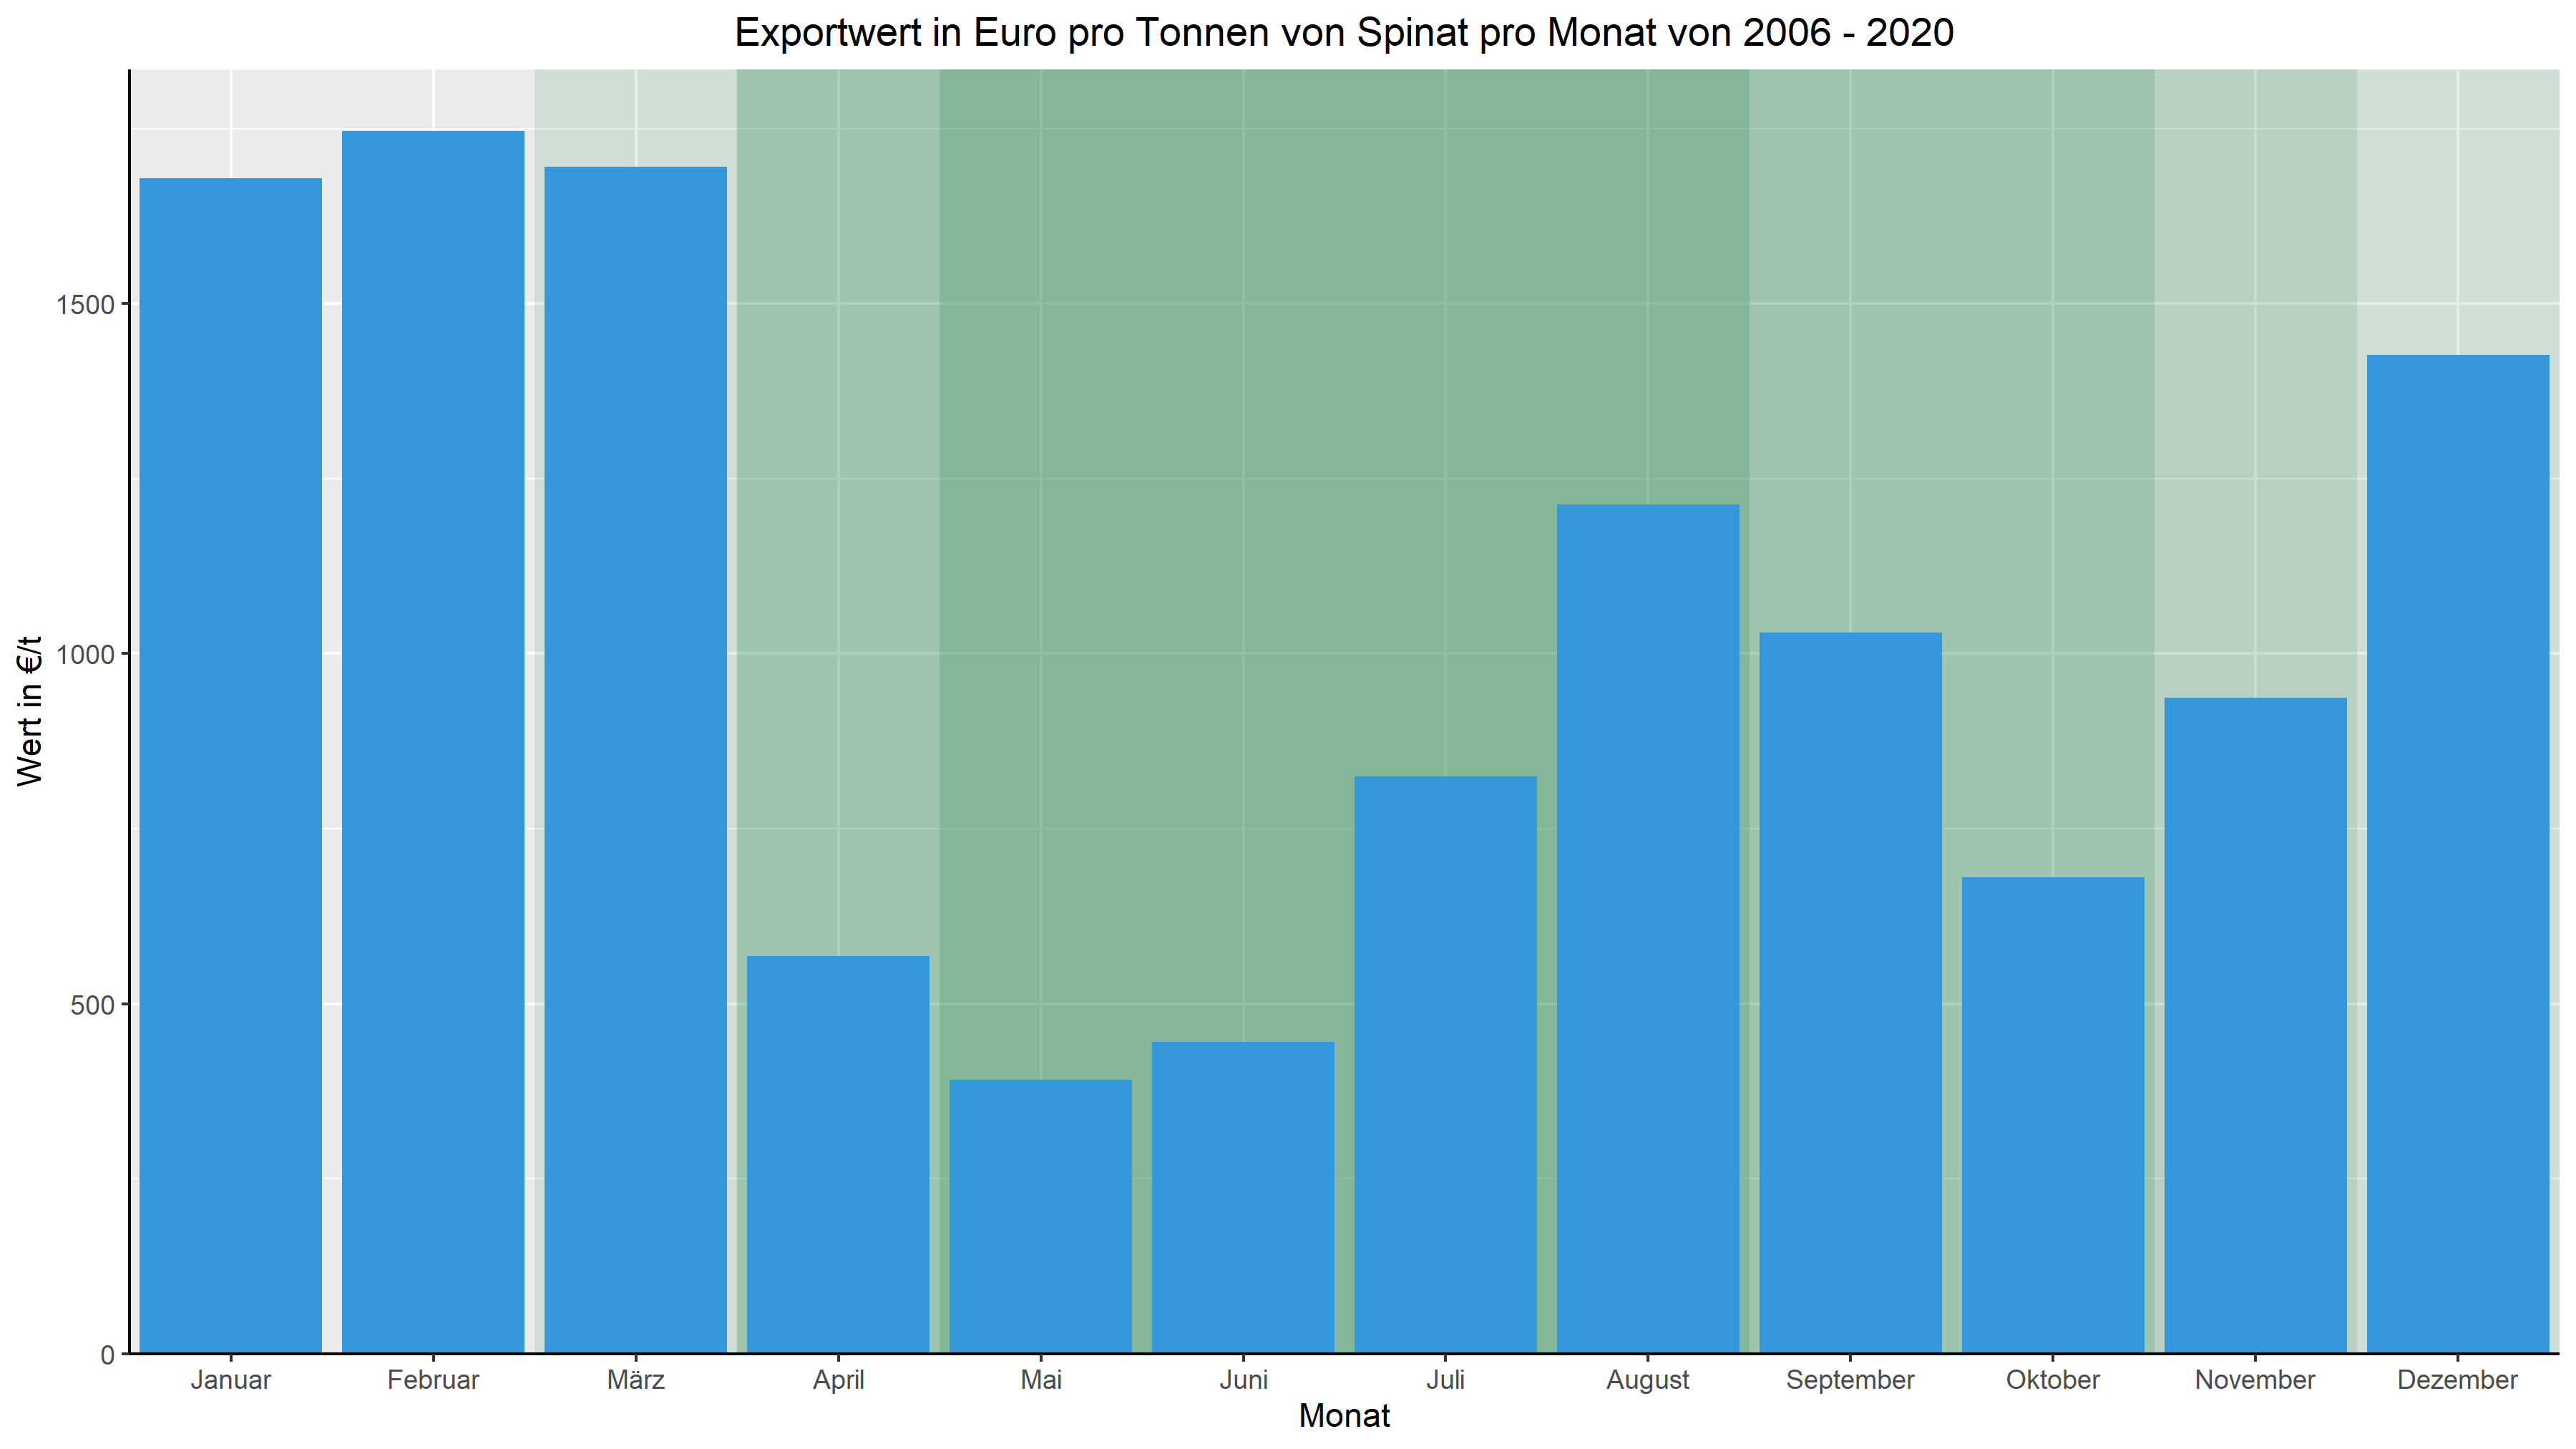 Exportwert in Euro pro Tonnen von Spinat pro Monat von 2006 - 2020
Wert in €/t
1500
1000
500
0
Januar Februar März April Mai Juni Juli August September Oktober November Dezember
Monat